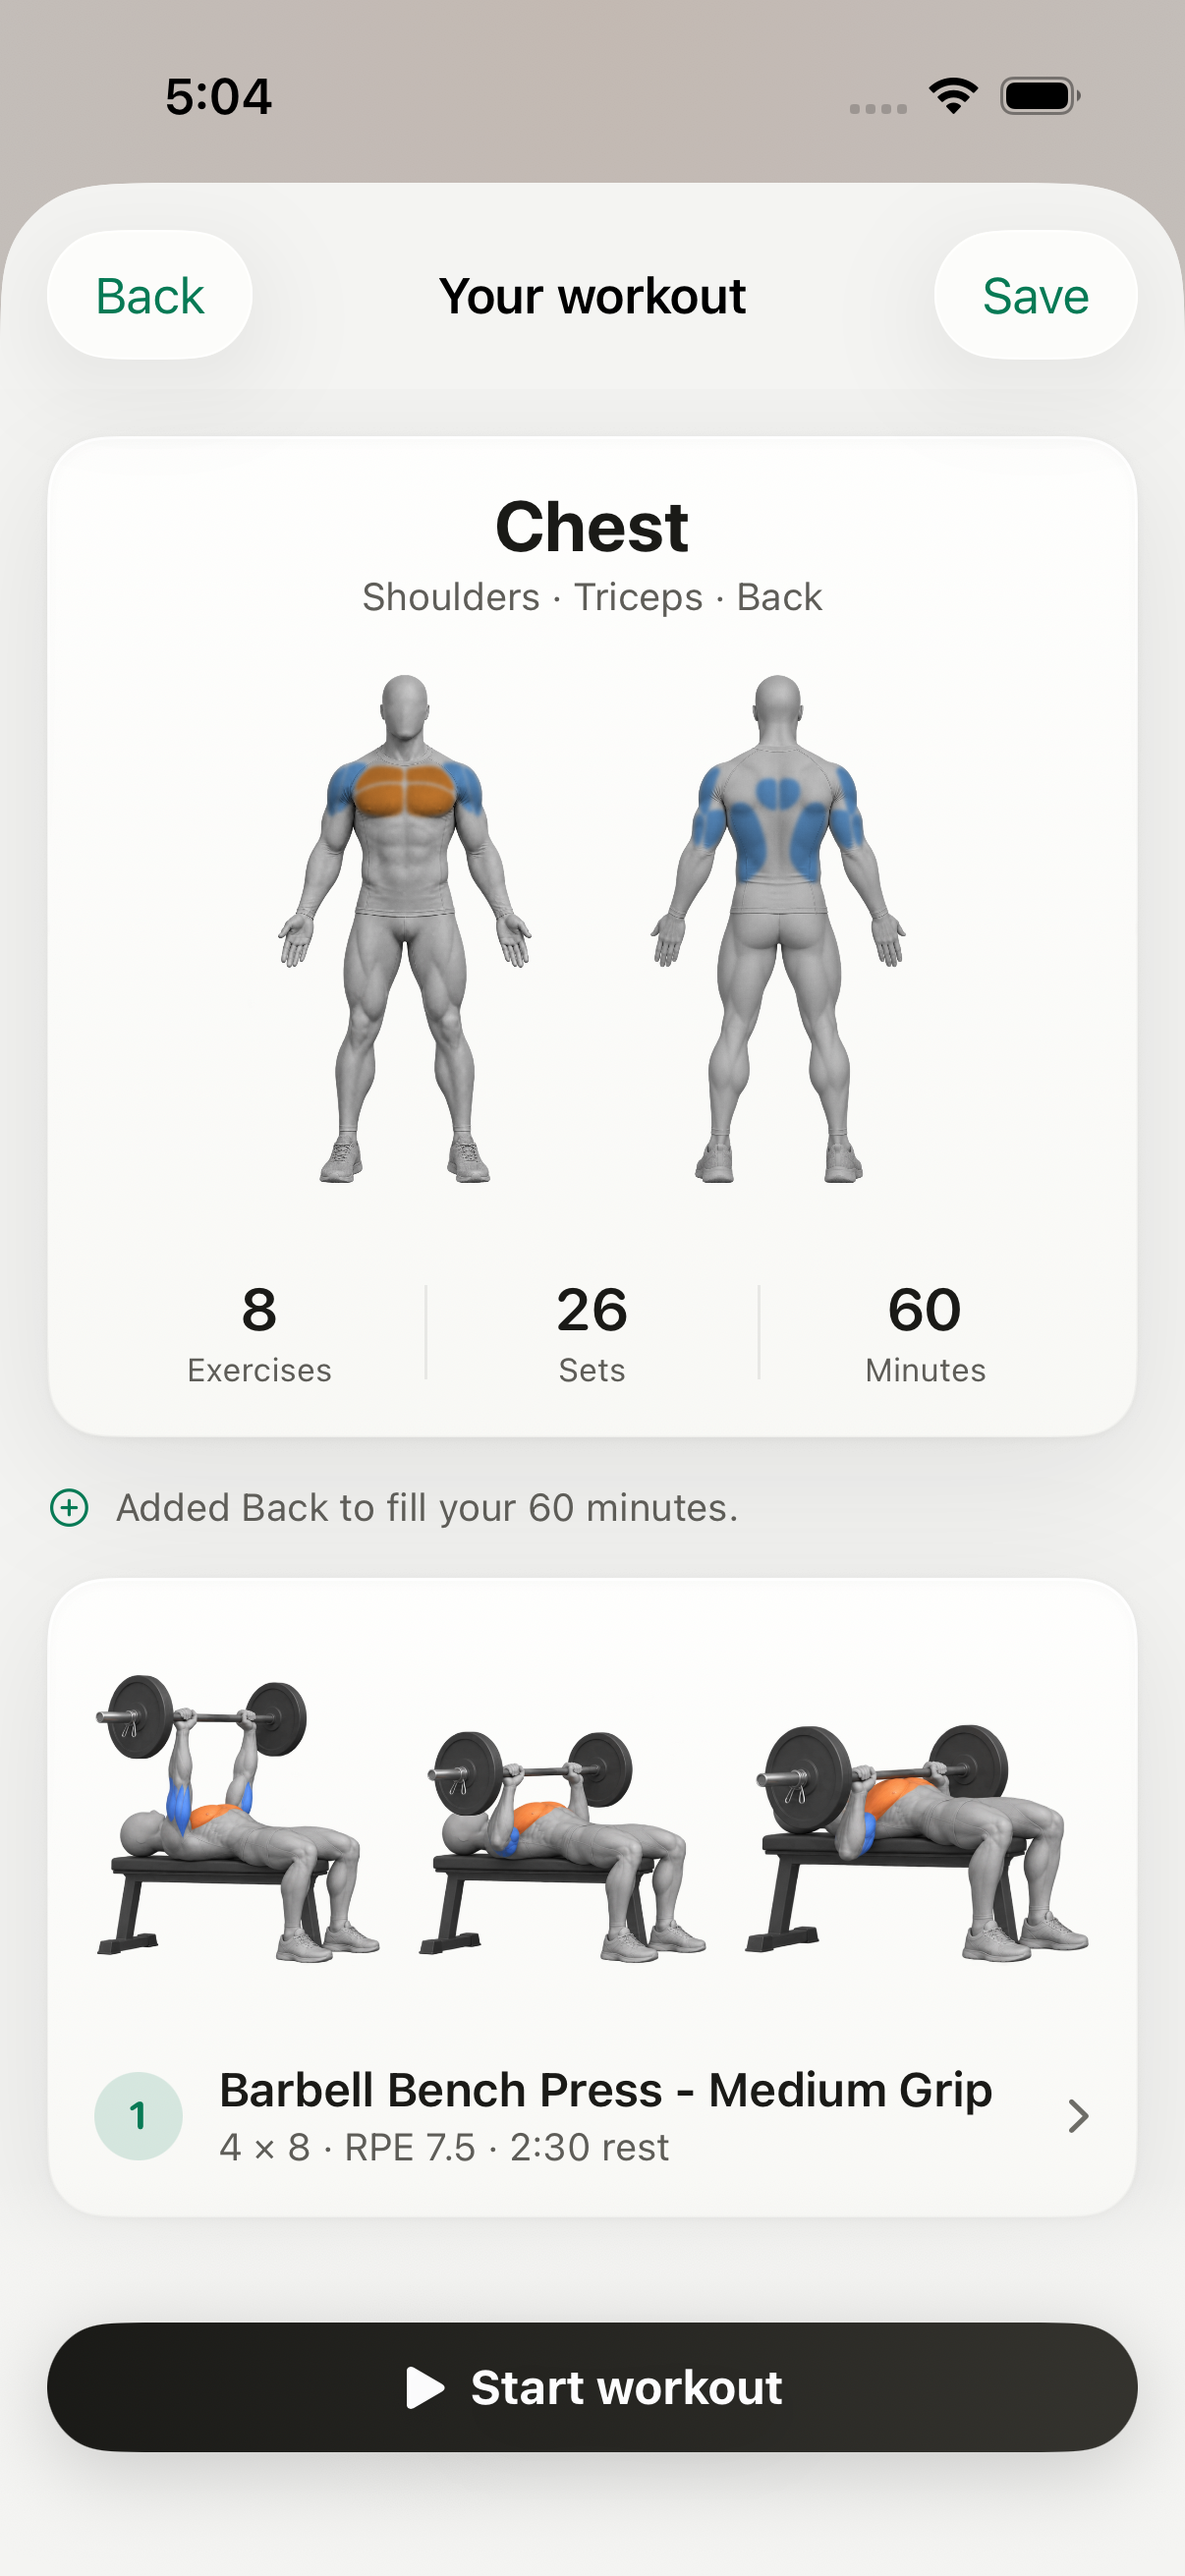 5:04
Back
Your workout
Save
Chest
Shoulders · Triceps · Back
8
26
60
Exercises
Sets
Minutes
Added Back to fill your 60 minutes.
1
Barbell Bench Press - Medium Grip
4 × 8 · RPE 7.5 · 2:30 rest
Start workout